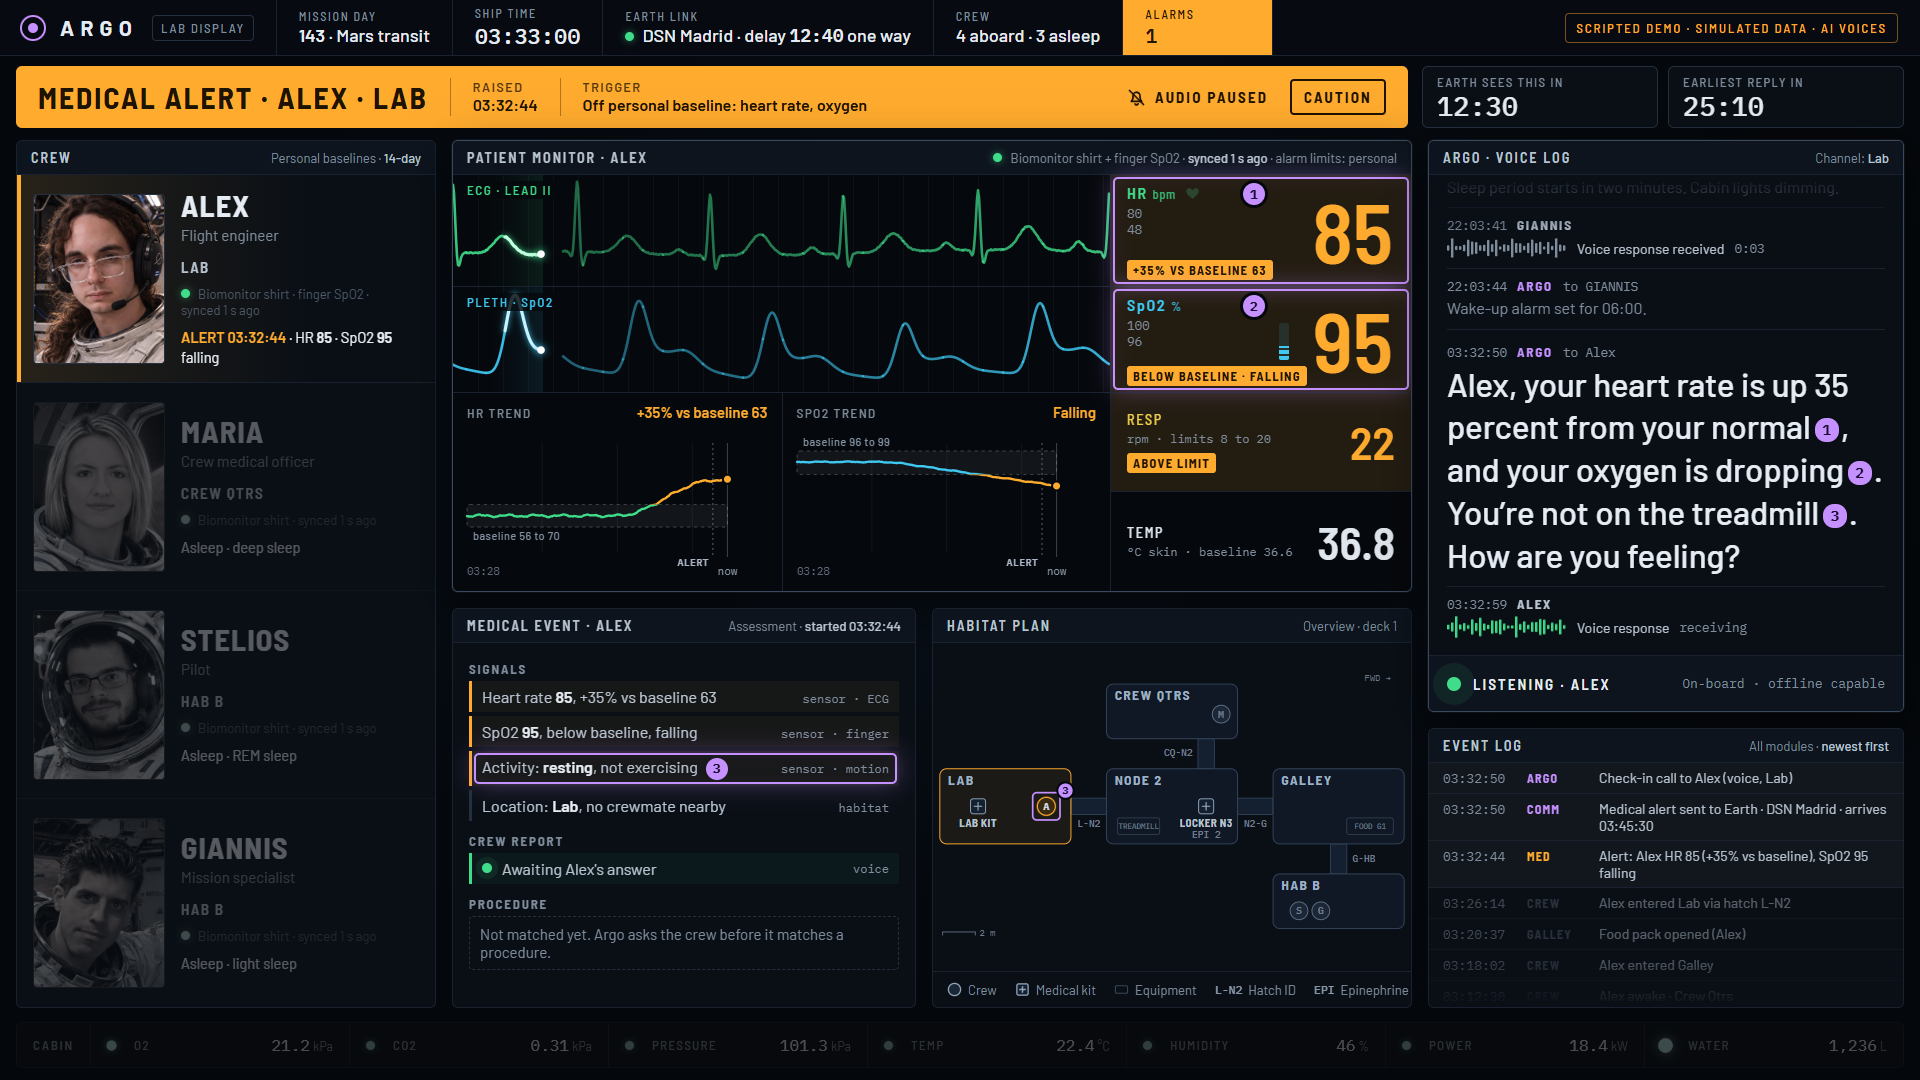 ARGO
LAB DISPLAY
MISSION DAY
143 · Mars transit
SHIP TIME
03:33:00
EARTH LINK
DSN Madrid · delay 12:40 one way
CREW
4 aboard · 3 asleep
ALARMS
1
SCRIPTED DEMO · SIMULATED DATA · AI VOICES
MEDICAL ALERT · ALEX · LAB
RAISED
03:32:44
TRIGGER
Off personal baseline: heart rate, oxygen
AUDIO PAUSED
CAUTION
EARTH SEES THIS IN
12:30
EARLIEST REPLY IN
25:10
CREW
Personal baselines · 14-day
ALEX
Flight engineer
LAB
Biomonitor shirt · finger SpO2 ·
synced 1 s ago
ALERT 03:32:44 · HR 85 · SpO2 95
falling
MARIA
Crew medical officer
CREW QTRS
Biomonitor shirt · synced 1 s ago
Asleep · deep sleep
STELIOS
Pilot
HAB B
Biomonitor shirt · synced 1 s ago
Asleep · REM sleep
GIANNIS
Mission specialist
HAB B
Biomonitor shirt · synced 1 s ago
Asleep · light sleep
PATIENT MONITOR · ALEX
Biomonitor shirt + finger SpO2 · synced 1 s ago · alarm limits: personal
ECG · LEAD II
HR bpm
1
80
48
85
+35% VS BASELINE 63
PLETH · SpO2
SpO2 %
2
100
96
95
BELOW BASELINE · FALLING
HR TREND
+35% vs baseline 63
baseline 56 to 70
ALERT
03:28
now
SPO2 TREND
Falling
baseline 96 to 99
ALERT
03:28
now
RESP
rpm · limits 8 to 20
ABOVE LIMIT
22
TEMP
°C skin · baseline 36.6
36.8
MEDICAL EVENT · ALEX
Assessment · started 03:32:44
SIGNALS
Heart rate 85, +35% vs baseline 63
sensor · ECG
SpO2 95, below baseline, falling
sensor · finger
Activity: resting, not exercising 3
sensor · motion
Location: Lab, no crewmate nearby
habitat
CREW REPORT
Awaiting Alex's answer
voice
PROCEDURE
Not matched yet. Argo asks the crew before it matches a
procedure.
HABITAT PLAN
Overview · deck 1
FWD →
CREW QTRS
M
CQ-N2
LAB
LAB KIT
A
3
L-N2
NODE 2
TREADMILL
LOCKER N3
EPI 2
N2-G
GALLEY
FOOD G1
G-HB
HAB B
S
G
2 m
Crew
Medical kit
Equipment
L-N2 Hatch ID
EPI Epinephrine
ARGO · VOICE LOG
Channel: Lab
Sleep period starts in two minutes. Cabin lights dimming.
22:03:41 GIANNIS
Voice response received 0:03
22:03:44 ARGO to GIANNIS
Wake-up alarm set for 06:00.
03:32:50 ARGO to Alex
Alex, your heart rate is up 35
percent from your normal 1,
and your oxygen is dropping 2.
You're not on the treadmill 3.
How are you feeling?
03:32:59 ALEX
Voice response receiving
LISTENING · ALEX
On-board · offline capable
EVENT LOG
All modules · newest first
03:32:50 ARGO Check-in call to Alex (voice, Lab)
03:32:50 COMM Medical alert sent to Earth · DSN Madrid · arrives
03:45:30
03:32:44 MED Alert: Alex HR 85 (+35% vs baseline), SpO2 95
falling
03:26:14 CREW Alex entered Lab via hatch L-N2
03:20:37 GALLEY Food pack opened (Alex)
03:18:02 CREW Alex entered Galley
03:12:36 CREW Alex awake · Crew Qtrs
CABIN
O2 21.2 kPa
CO2 0.31 kPa
PRESSURE 101.3 kPa
TEMP 22.4 °C
HUMIDITY 46 %
POWER 18.4 kW
WATER 1,236 L